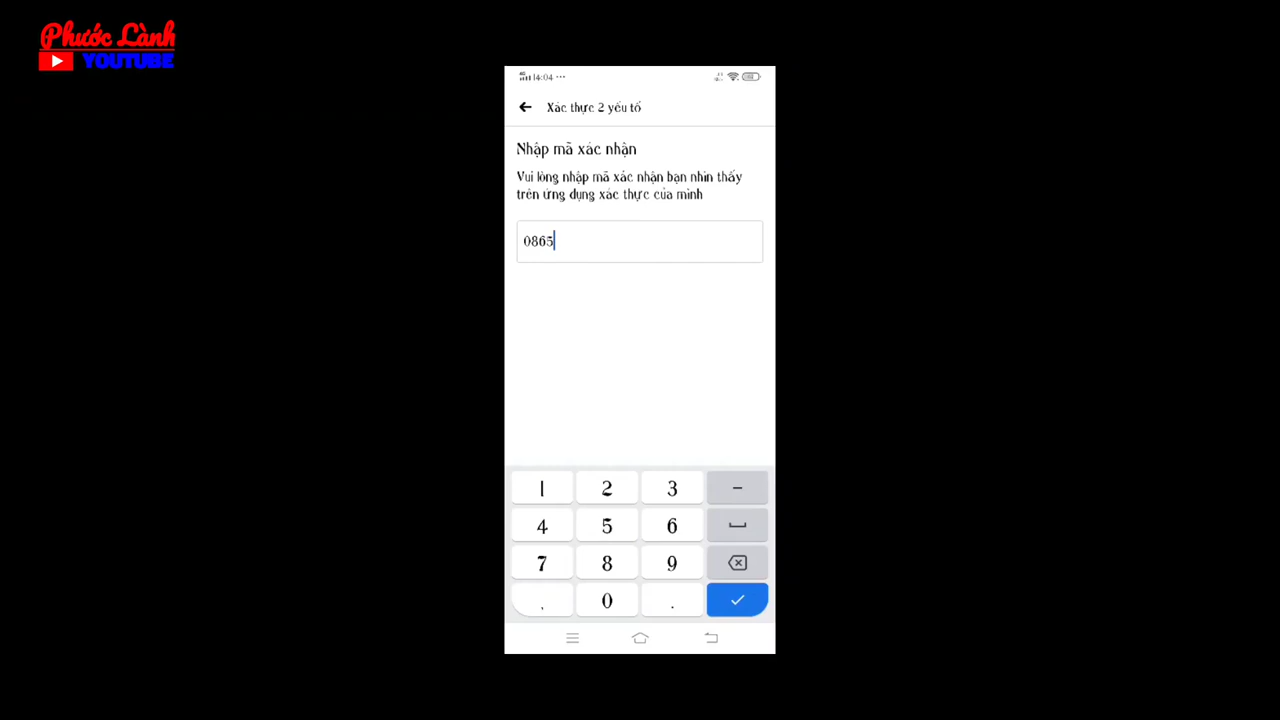 Phước Lành
YOUTUBE
4G 14:04 ...
Xác thực 2 yếu tố
Nhập mã xác nhận
Vui lòng nhập mã xác nhận bạn nhìn thấy
trên ứng dụng xác thực của mình
0865
1 2 3 -
4 5 6
7 8 9
, 0 .